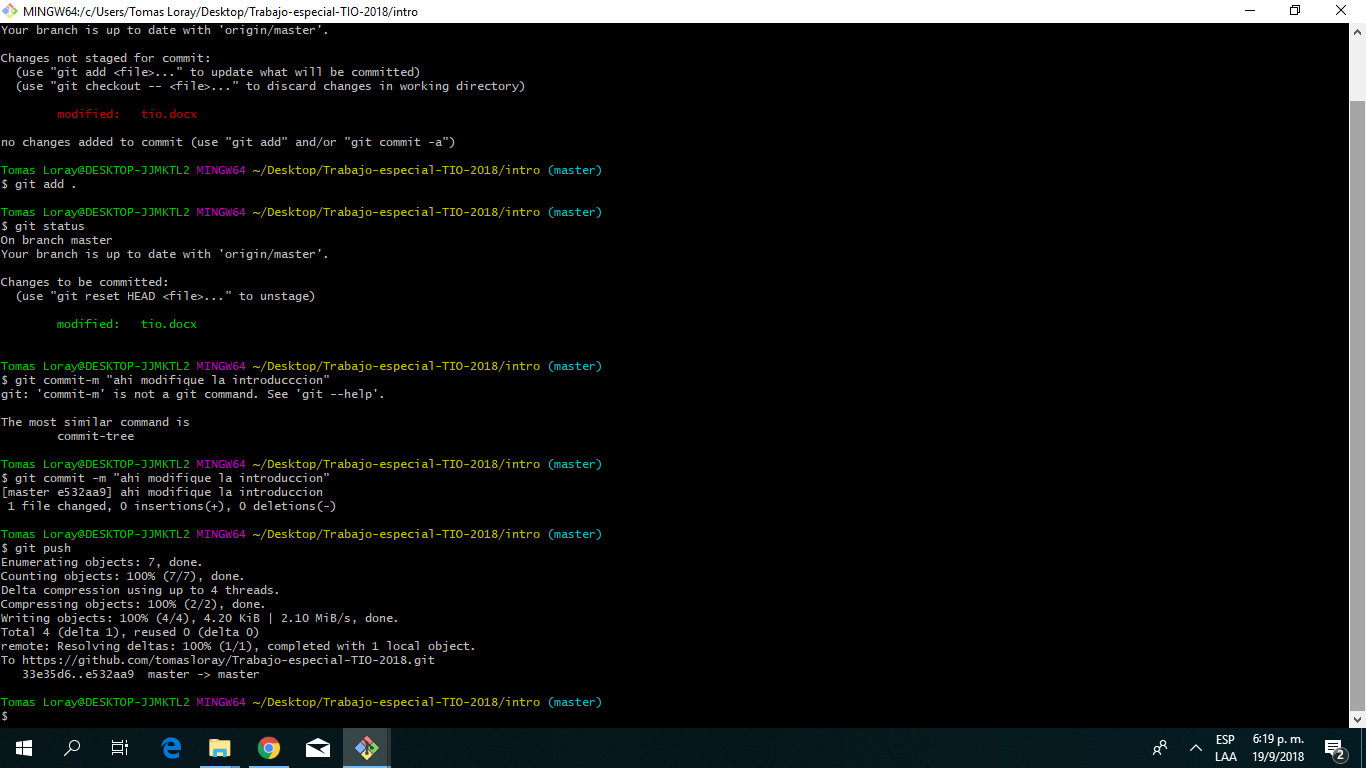 MINGW64:/c/Users/Tomas Loray/Desktop/Trabajo-especial-TIO-2018/intro
Your branch is up to date with 'origin/master'.
Changes not staged for commit:
  (use "git add <file>..." to update what will be committed)
  (use "git checkout -- <file>..." to discard changes in working directory)
        modified:   tio.docx
no changes added to commit (use "git add" and/or "git commit -a")
Tomas Loray@DESKTOP-JJMKTL2 MINGW64 ~/Desktop/Trabajo-especial-TIO-2018/intro (master)
$ git add .
Tomas Loray@DESKTOP-JJMKTL2 MINGW64 ~/Desktop/Trabajo-especial-TIO-2018/intro (master)
$ git status
On branch master
Your branch is up to date with 'origin/master'.
Changes to be committed:
  (use "git reset HEAD <file>..." to unstage)
        modified:   tio.docx
Tomas Loray@DESKTOP-JJMKTL2 MINGW64 ~/Desktop/Trabajo-especial-TIO-2018/intro (master)
$ git commit-m "ahi modifique la introducccion"
git: 'commit-m' is not a git command. See 'git --help'.
The most similar command is
        commit-tree
Tomas Loray@DESKTOP-JJMKTL2 MINGW64 ~/Desktop/Trabajo-especial-TIO-2018/intro (master)
$ git commit -m "ahi modifique la introduccion"
[master e532aa9] ahi modifique la introduccion
 1 file changed, 0 insertions(+), 0 deletions(-)
Tomas Loray@DESKTOP-JJMKTL2 MINGW64 ~/Desktop/Trabajo-especial-TIO-2018/intro (master)
$ git push
Enumerating objects: 7, done.
Counting objects: 100% (7/7), done.
Delta compression using up to 4 threads.
Compressing objects: 100% (2/2), done.
Writing objects: 100% (4/4), 4.20 KiB | 2.10 MiB/s, done.
Total 4 (delta 1), reused 0 (delta 0)
remote: Resolving deltas: 100% (1/1), completed with 1 local object.
To https://github.com/tomasloray/Trabajo-especial-TIO-2018.git
   33e35d6..e532aa9  master -> master
Tomas Loray@DESKTOP-JJMKTL2 MINGW64 ~/Desktop/Trabajo-especial-TIO-2018/intro (master)
$
ESP
LAA
6:19 p. m.
19/9/2018
2